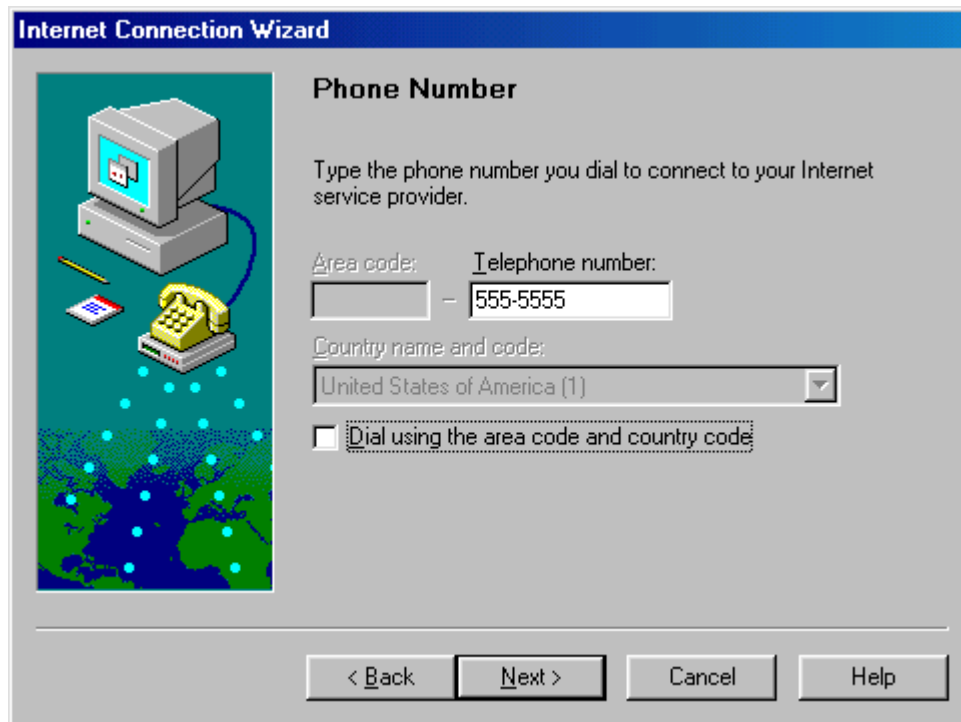 Internet Connection Wizard
Phone Number
Type the phone number you dial to connect to your Internet
service provider.
Area code: Telephone number:
– 555-5555
Country name and code:
United States of America (1)
Dial using the area code and country code
< Back Next > Cancel Help